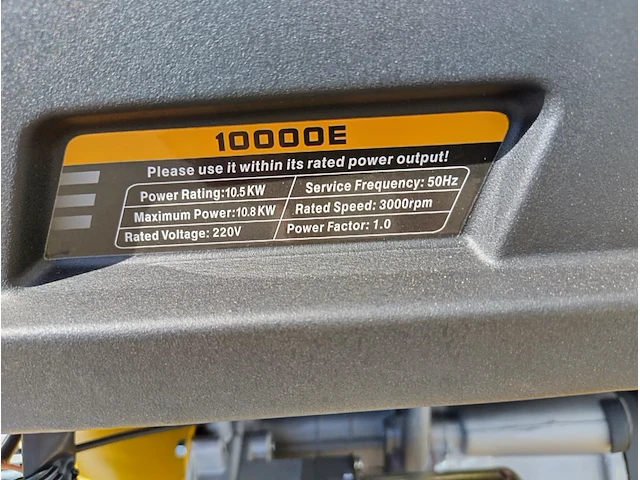 10000E
Please use it within its rated power output!
Power Rating:10.5KW Service Frequency: 50Hz
Maximum Power:10.8KW Rated Speed: 3000rpm
Rated Voltage: 220V Power Factor: 1.0